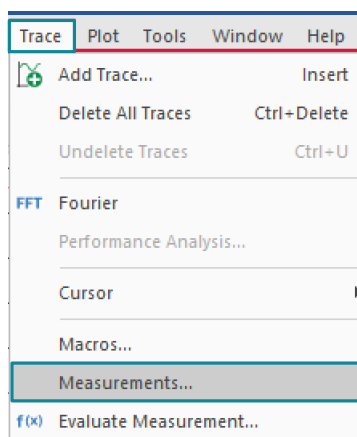 Trace Plot Tools Window Help
Add Trace... Insert
Delete All Traces Ctrl+Delete
Undelete Traces Ctrl+U
FFT Fourier
Performance Analysis...
Cursor
Macros...
Measurements...
f(x) Evaluate Measurement...